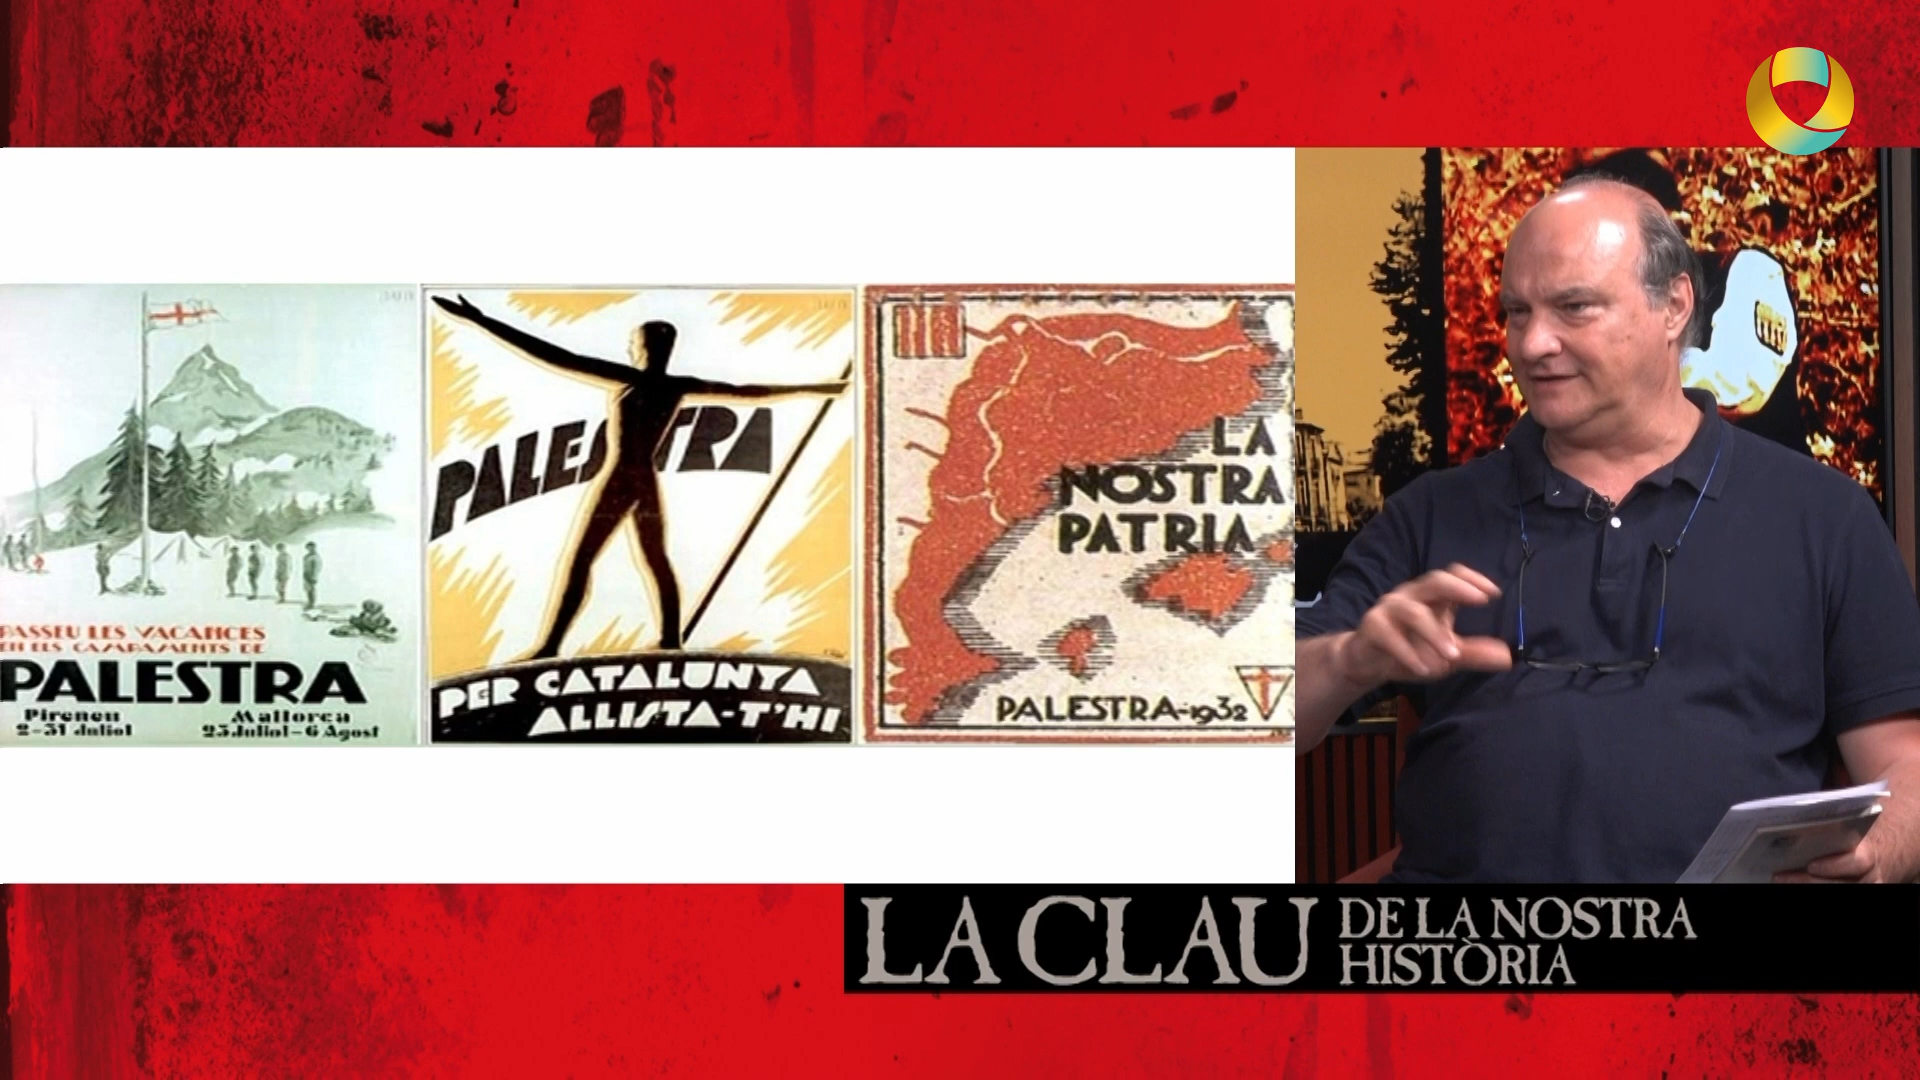 PASSEU LES VACANCES
EN ELS CAMPAMENTS DE
PALESTRA
Pireneu
2-31 Juliol
Mallorca
23 Juliol-6 Agost
PALESTRA
PER CATALUNYA
ALLISTA-T'HI
LA
NOSTRA
PATRIA
PALESTRA-1932
LA CLAU DE LA NOSTRA
HISTÒRIA